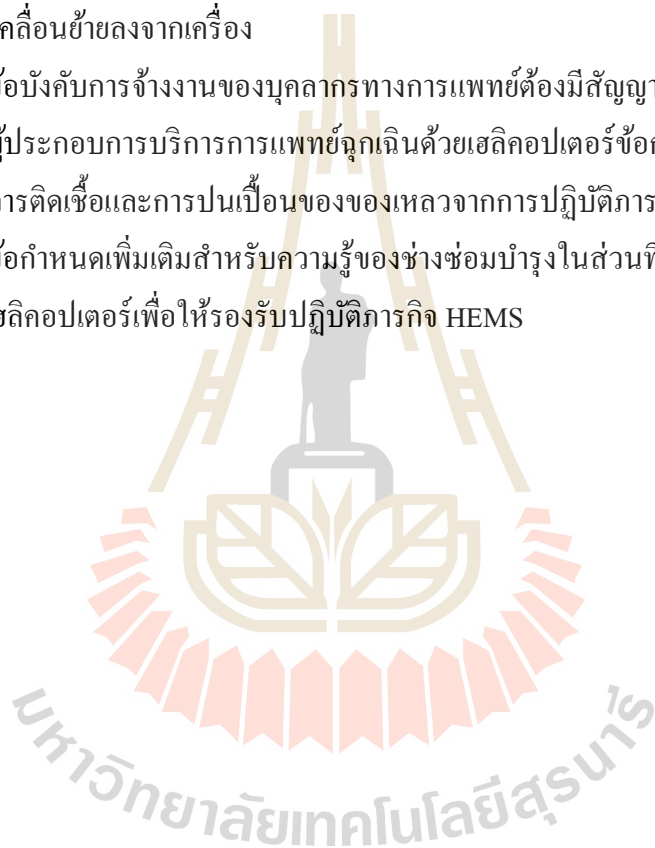 เคลื่อนย้ายลงจากเครื่อง
ข้อบังคับการจ้างงานของบุคลากรทางการแพทย์ต้องมีสัญญา
ผู้ประกอบการบริการการแพทย์ฉุกเฉินด้วยเฮลิคอปเตอร์
การติดเชื้อและการปนเปื้อนของของเหลวจากการปฏิบัติภาร
ข้อกำหนดเพิ่มเติมสำหรับความรู้ของช่างซ่อมบำรุงในส่วน
เฮลิคอปเตอร์เพื่อให้รองรับปฏิบัติภารกิจ HEMS
มหาวิทยาลัยเทคโนโลยีสุรนารี